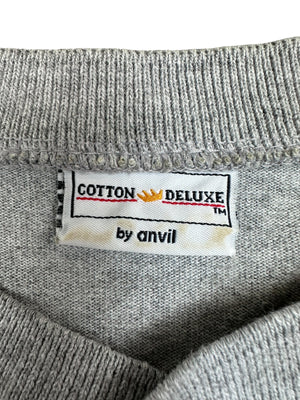 COTTON DELUXE
TM
by anvil